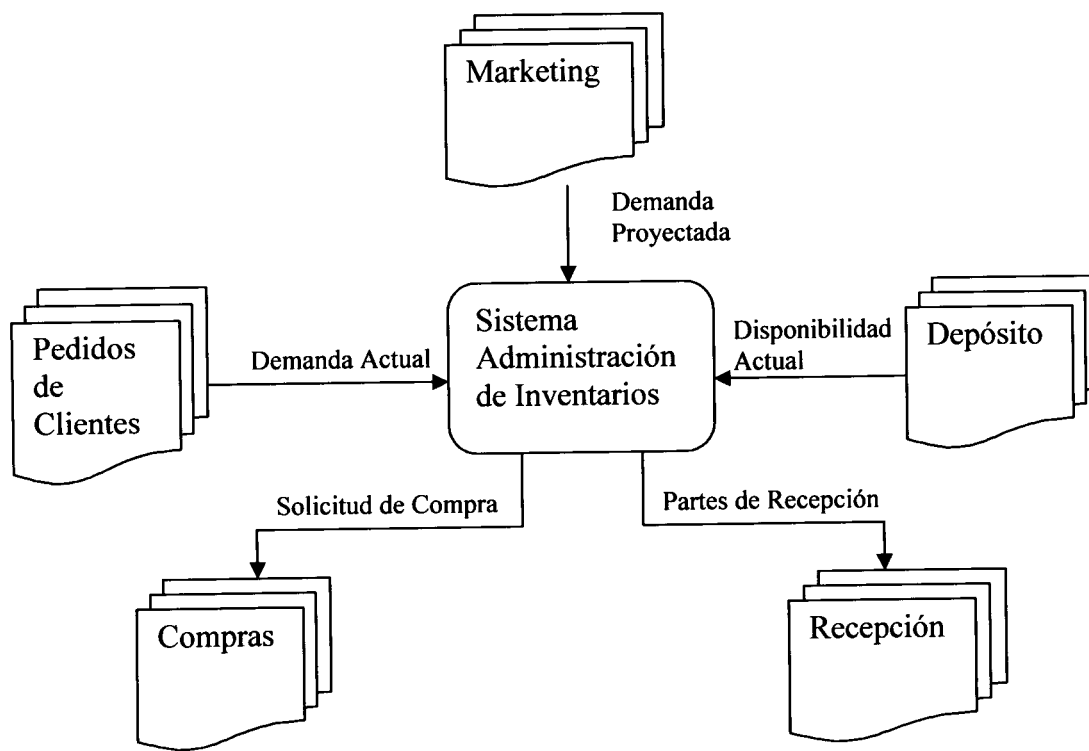 Marketing
Demanda
Proyectada
Pedidos
de
Clientes
Demanda Actual
Sistema
Administración
de Inventarios
Disponibilidad
Actual
Depósito
Solicitud de Compra
Partes de Recepción
Compras
Recepción